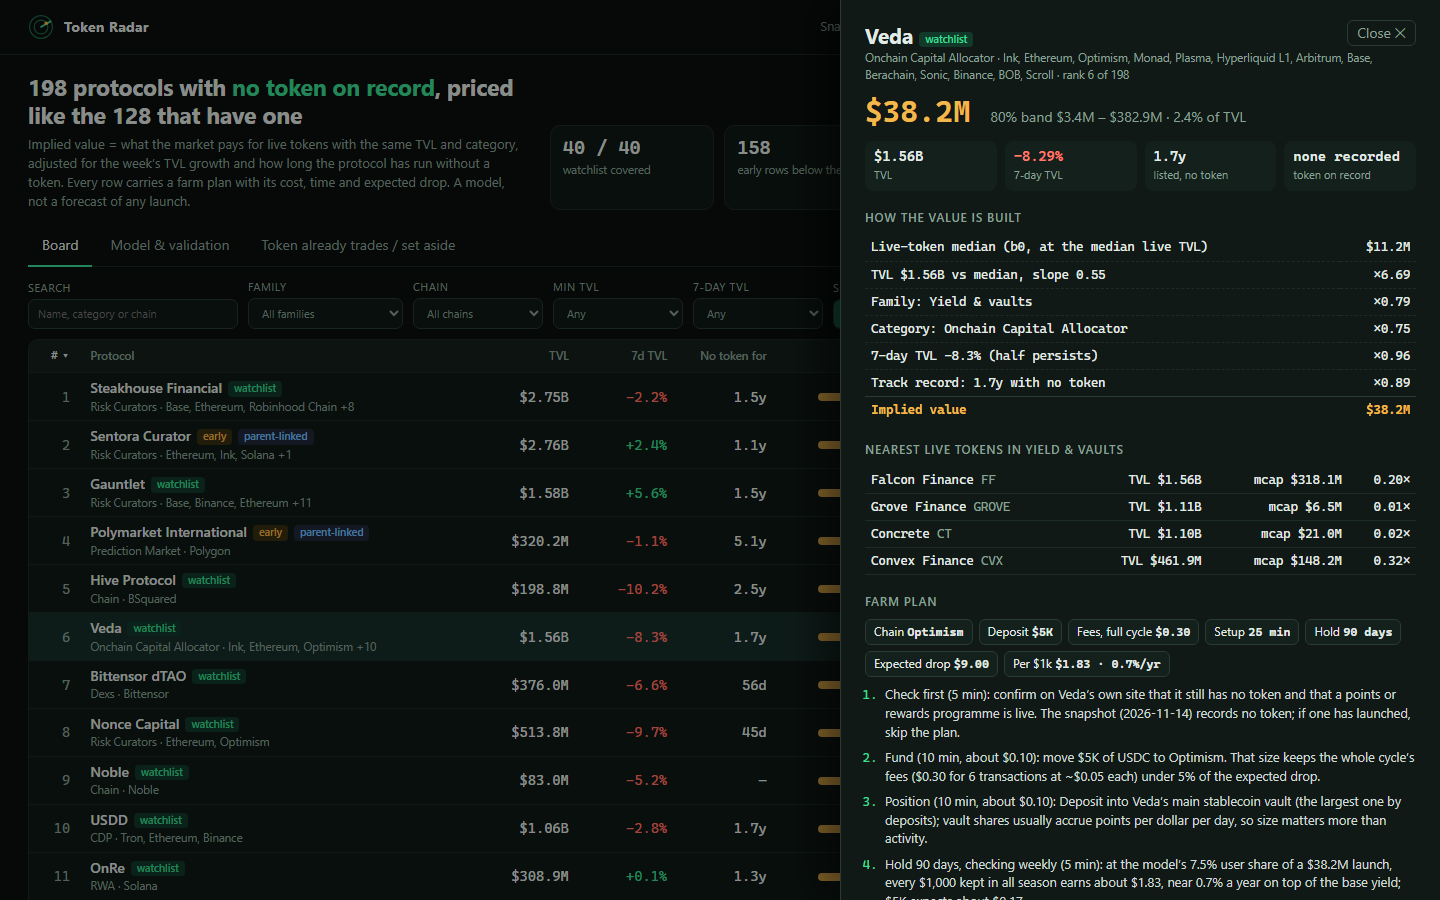 Token Radar
Sna
198 protocols with no token on record, priced
like the 128 that have one
Implied value = what the market pays for live tokens with the same TVL and category,
adjusted for the week's TVL growth and how long the protocol has run without a
token. Every row carries a farm plan with its cost, time and expected drop. A model,
not a forecast of any launch.
40 / 40
watchlist covered
158
early rows below the
Board
Model & validation
Token already trades / set aside
SEARCH
FAMILY
CHAIN
MIN TVL
7-DAY TVL
S
Name, category or chain
All families
All chains
Any
Any
# ▾ Protocol TVL 7d TVL No token for
1 Steakhouse Financial watchlist $2.75B −2.2% 1.5y
Risk Curators · Base, Ethereum, Robinhood Chain +8
2 Sentora Curator early parent-linked $2.76B +2.4% 1.1y
Risk Curators · Ethereum, Ink, Solana +1
3 Gauntlet watchlist $1.58B +5.6% 1.5y
Risk Curators · Base, Binance, Ethereum +11
4 Polymarket International early parent-linked $320.2M −1.1% 5.1y
Prediction Market · Polygon
5 Hive Protocol watchlist $198.8M −10.2% 2.5y
Chain · BSquared
6 Veda watchlist $1.56B −8.3% 1.7y
Onchain Capital Allocator · Ink, Ethereum, Optimism +10
7 Bittensor dTAO watchlist $376.0M −6.6% 56d
Dexs · Bittensor
8 Nonce Capital watchlist $513.8M −9.7% 45d
Risk Curators · Ethereum, Optimism
9 Noble watchlist $83.0M −5.2% –
Chain · Noble
10 USDD watchlist $1.06B −2.8% 1.7y
CDP · Tron, Ethereum, Binance
11 OnRe watchlist $308.9M +0.1% 1.3y
RWA · Solana
Veda watchlist
Close ✕
Onchain Capital Allocator · Ink, Ethereum, Optimism, Monad, Plasma, Hyperliquid L1, Arbitrum, Base,
Berachain, Sonic, Binance, BOB, Scroll · rank 6 of 198
$38.2M 80% band $3.4M – $382.9M · 2.4% of TVL
$1.56B
TVL
−8.29%
7-day TVL
1.7y
listed, no token
none recorded
token on record
HOW THE VALUE IS BUILT
Live-token median (b0, at the median live TVL) $11.2M
TVL $1.56B vs median, slope 0.55 ×6.69
Family: Yield & vaults ×0.79
Category: Onchain Capital Allocator ×0.75
7-day TVL −8.3% (half persists) ×0.96
Track record: 1.7y with no token ×0.89
Implied value $38.2M
NEAREST LIVE TOKENS IN YIELD & VAULTS
Falcon Finance FF TVL $1.56B mcap $318.1M 0.20×
Grove Finance GROVE TVL $1.11B mcap $6.5M 0.01×
Concrete CT TVL $1.10B mcap $21.0M 0.02×
Convex Finance CVX TVL $461.9M mcap $148.2M 0.32×
FARM PLAN
Chain Optimism
Deposit $5K
Fees, full cycle $0.30
Setup 25 min
Hold 90 days
Expected drop $9.00
Per $1k $1.83 · 0.7%/yr
1. Check first (5 min): confirm on Veda's own site that it still has no token and that a points or
rewards programme is live. The snapshot (2026-11-14) records no token; if one has launched,
skip the plan.
2. Fund (10 min, about $0.10): move $5K of USDC to Optimism. That size keeps the whole cycle's
fees ($0.30 for 6 transactions at ~$0.05 each) under 5% of the expected drop.
3. Position (10 min, about $0.10): Deposit into Veda's main stablecoin vault (the largest one by
deposits); vault shares usually accrue points per dollar per day, so size matters more than
activity.
4. Hold 90 days, checking weekly (5 min): at the model's 7.5% user share of a $38.2M launch,
every $1,000 kept in all season earns about $1.83, near 0.7% a year on top of the base yield;